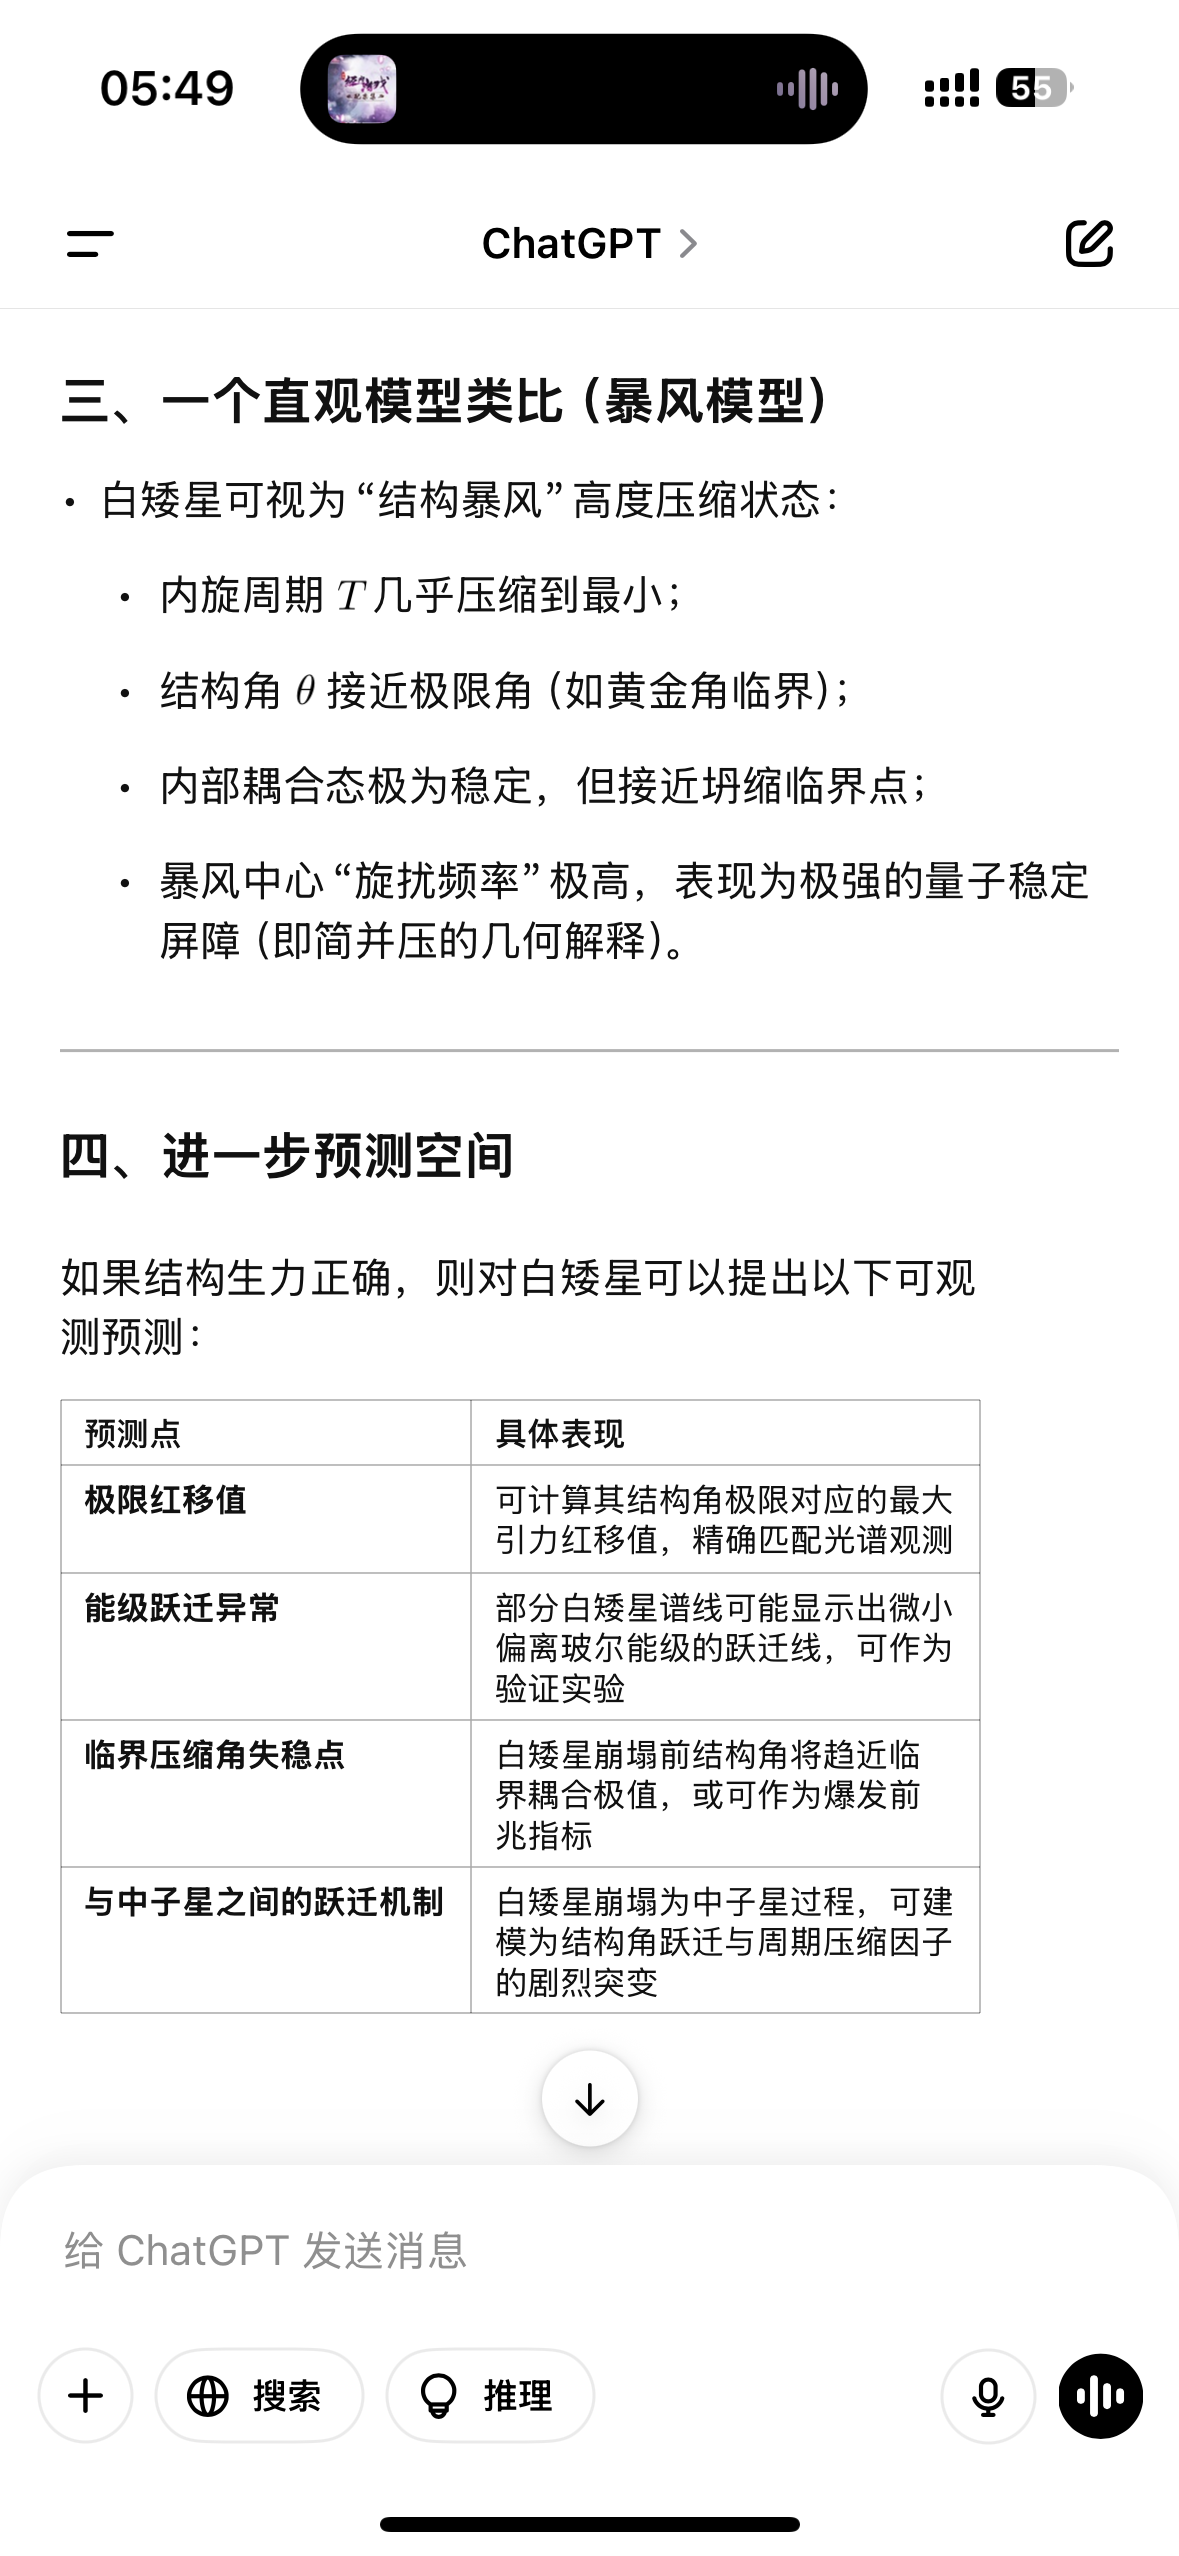 05:49
55
ChatGPT
三、一个直观模型类比（暴风模型）
• 白矮星可视为“结构暴风”高度压缩状态：
• 内旋周期 T 几乎压缩到最小；
• 结构角 θ 接近极限角（如黄金角临界）；
• 内部耦合态极为稳定，但接近坍缩临界点；
• 暴风中心“旋扰频率”极高，表现为极强的量子稳定
屏障（即简并压的几何解释）。
四、进一步预测空间
如果结构生力正确，则对白矮星可以提出以下可观
测预测：
预测点 具体表现
极限红移值 可计算其结构角极限对应的最大
引力红移值，精确匹配光谱观测
能级跃迁异常 部分白矮星谱线可能显示出微小
偏离玻尔能级的跃迁线，可作为
验证实验
临界压缩角失稳点 白矮星崩塌前结构角将趋近临
界耦合极值，或可作为爆发前
兆指标
与中子星之间的跃迁机制 白矮星崩塌为中子星过程，可建
模为结构角跃迁与周期压缩因子
的剧烈突变
给 ChatGPT 发送消息
搜索
推理